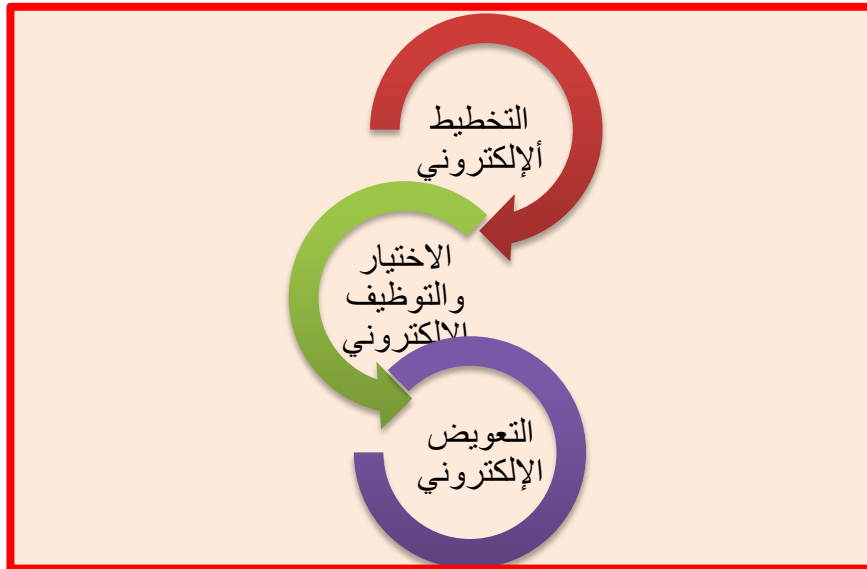 التخطيط
ألإلكتروني
الاختيار
والتوظيف
الالكتروني
التعويض
الإلكتروني